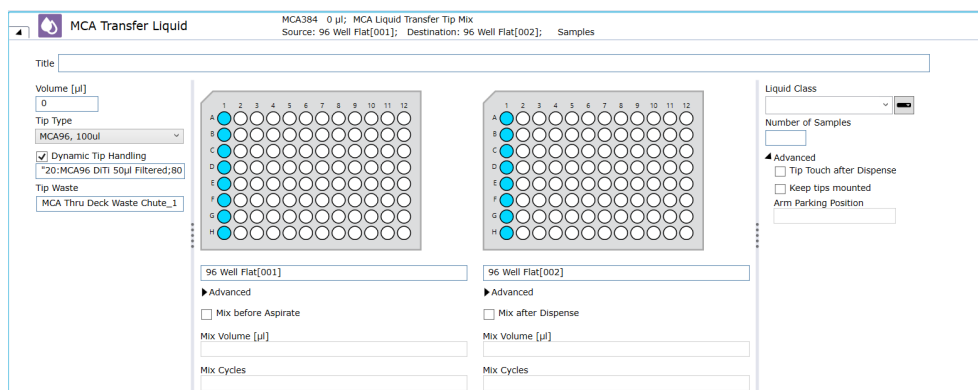 MCA Transfer Liquid
MCA384 0 µl; MCA Liquid Transfer Tip Mix
Source: 96 Well Flat[001]; Destination: 96 Well Flat[002]; Samples
Title
Volume [µl]
0
Tip Type
MCA96, 100ul
Dynamic Tip Handling
"20:MCA96 DiTi 50µl Filtered;80
Tip Waste
MCA Thru Deck Waste Chute_1
1 2 3 4 5 6 7 8 9 10 11 12
A
B
C
D
E
F
G
H
96 Well Flat[001]
Advanced
Mix before Aspirate
Mix Volume [µl]
Mix Cycles
1 2 3 4 5 6 7 8 9 10 11 12
A
B
C
D
E
F
G
H
96 Well Flat[002]
Advanced
Mix after Dispense
Mix Volume [µl]
Mix Cycles
Liquid Class
Number of Samples
Advanced
Tip Touch after Dispense
Keep tips mounted
Arm Parking Position